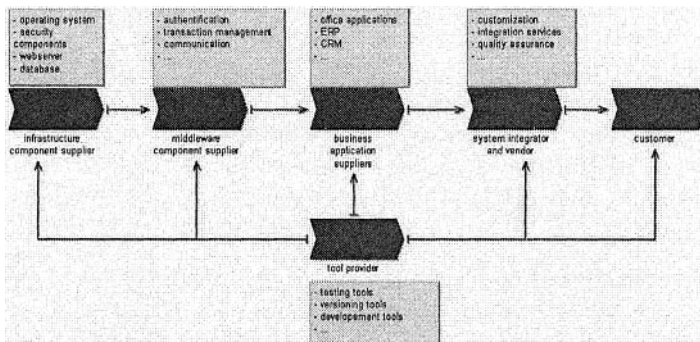 - operating system
- security
components
- webserver
- database
- authentification
- transaction management
- communication
- ...
- office applications
- ERP
- CRM
- ...
- customization
- integration services
- quality assurance
- ...
infrastructure
component supplier
middleware
component supplier
business
application
suppliers
system integrator
and vendor
customer
tool provider
- testing tools
- versioning tools
- developement tools
- ...